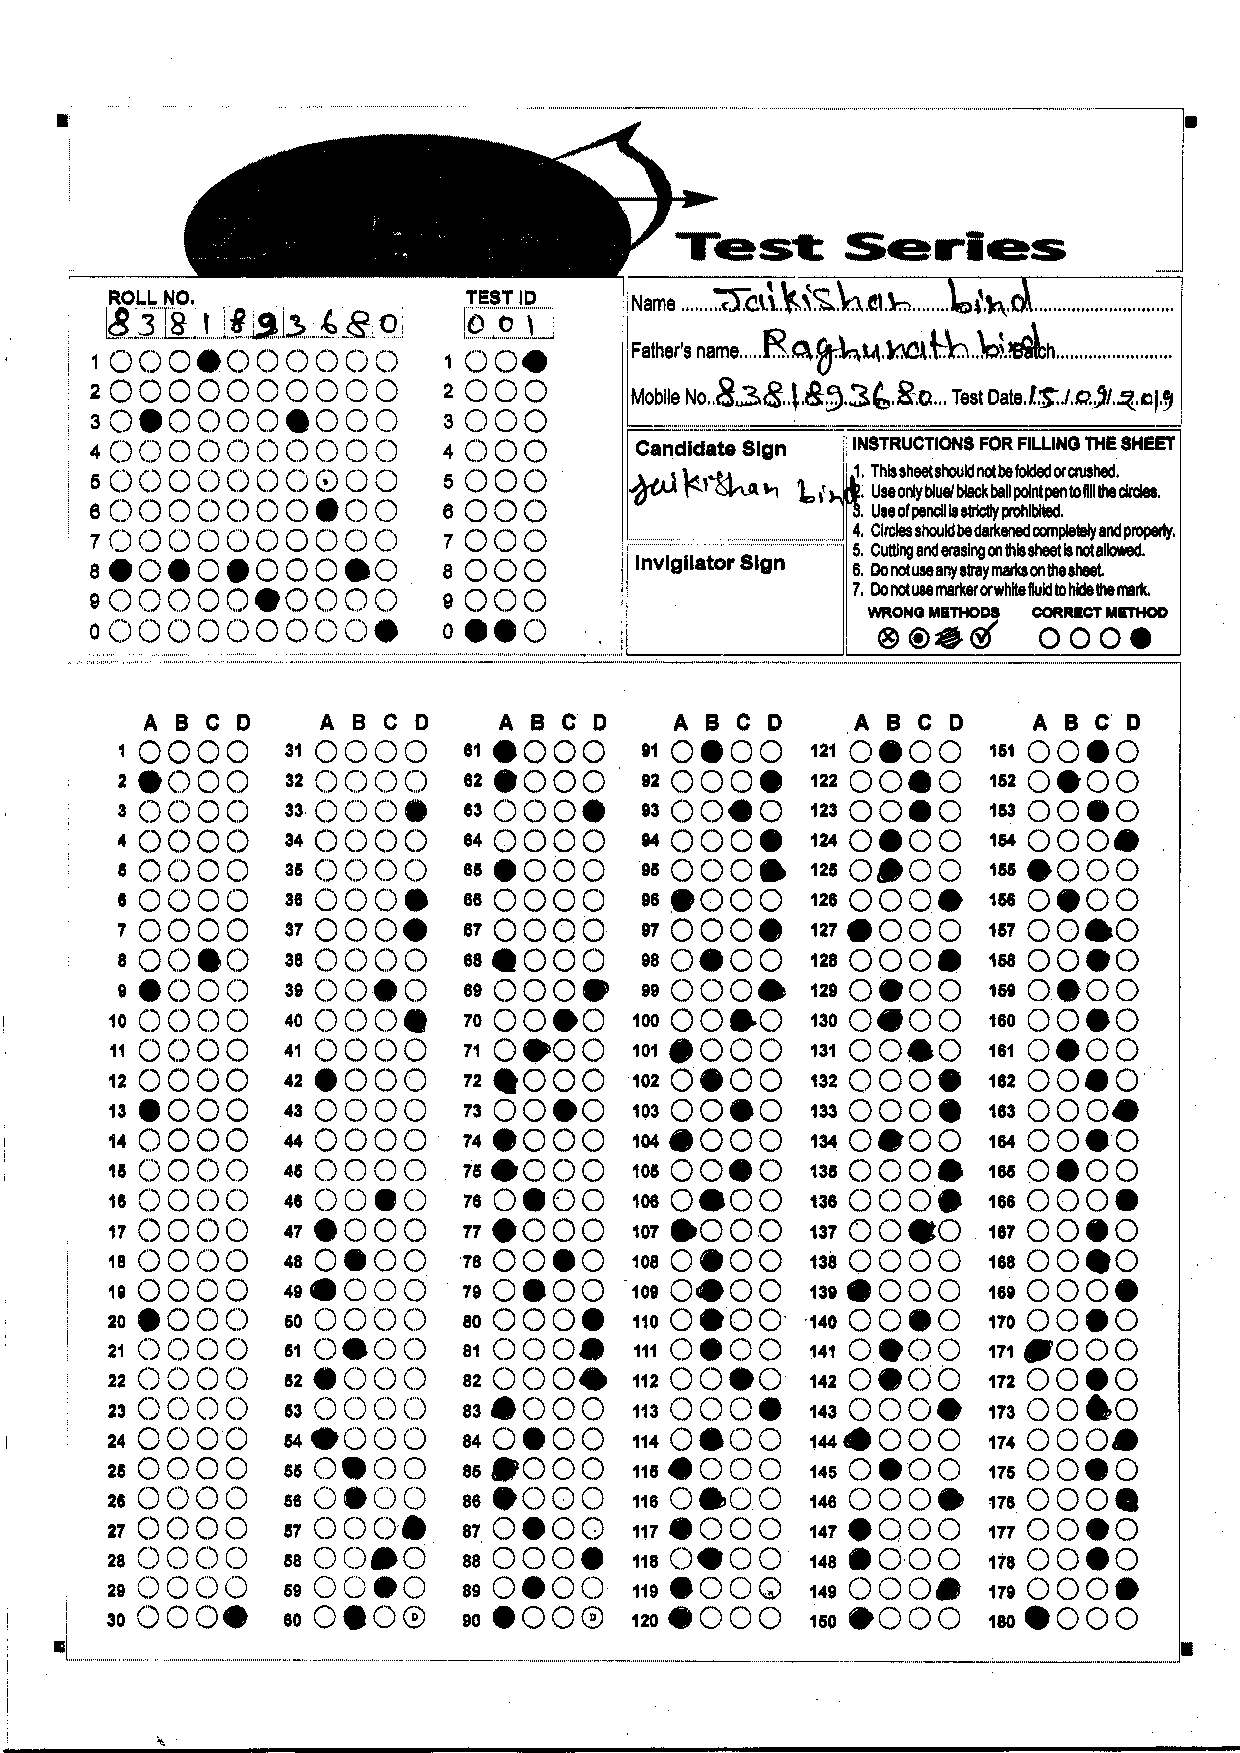 Test Series
ROLL NO.
8381893680
TEST ID
001
1 1
2 2
3 3
4 4
5 5
6 6
7 7
8 8
9 9
0 0
Name ........Jaikishan bind........
Father's name....Raghunath bind Batch........
Mobile No..8381893680... Test Date.15/09/2019
Candidate Sign
Jaikishan bind
Invigilator Sign
INSTRUCTIONS FOR FILLING THE SHEET
1. This sheet should not be folded or crushed.
2. Use only blue/ black ball point pen to fill the circles.
3. Use of pencil is strictly prohibited.
4. Circles should be darkened completely and property.
5. Cutting and erasing on this sheet is not allowed.
6. Do not use any stray marks on the sheet.
7. Do not use marker or white fluid to hide the mark.
WRONG METHODS CORRECT METHOD
A B C D A B C D A B C D A B C D A B C D A B C D
1 31 61 91 121 151
2 32 62 92 122 152
3 33 63 93 123 153
4 34 64 94 124 154
5 35 65 95 125 155
6 36 66 96 126 156
7 37 67 97 127 157
8 38 68 98 128 158
9 39 69 99 129 159
10 40 70 100 130 160
11 41 71 101 131 161
12 42 72 102 132 162
13 43 73 103 133 163
14 44 74 104 134 164
15 45 75 105 135 165
16 46 76 106 136 166
17 47 77 107 137 167
18 48 78 108 138 168
19 49 79 109 139 169
20 50 80 110 140 170
21 51 81 111 141 171
22 52 82 112 142 172
23 53 83 113 143 173
24 54 84 114 144 174
25 55 85 115 145 175
26 56 86 116 146 176
27 57 87 117 147 177
28 58 88 118 148 178
29 59 89 119 149 179
30 60 D 90 D 120 150 180